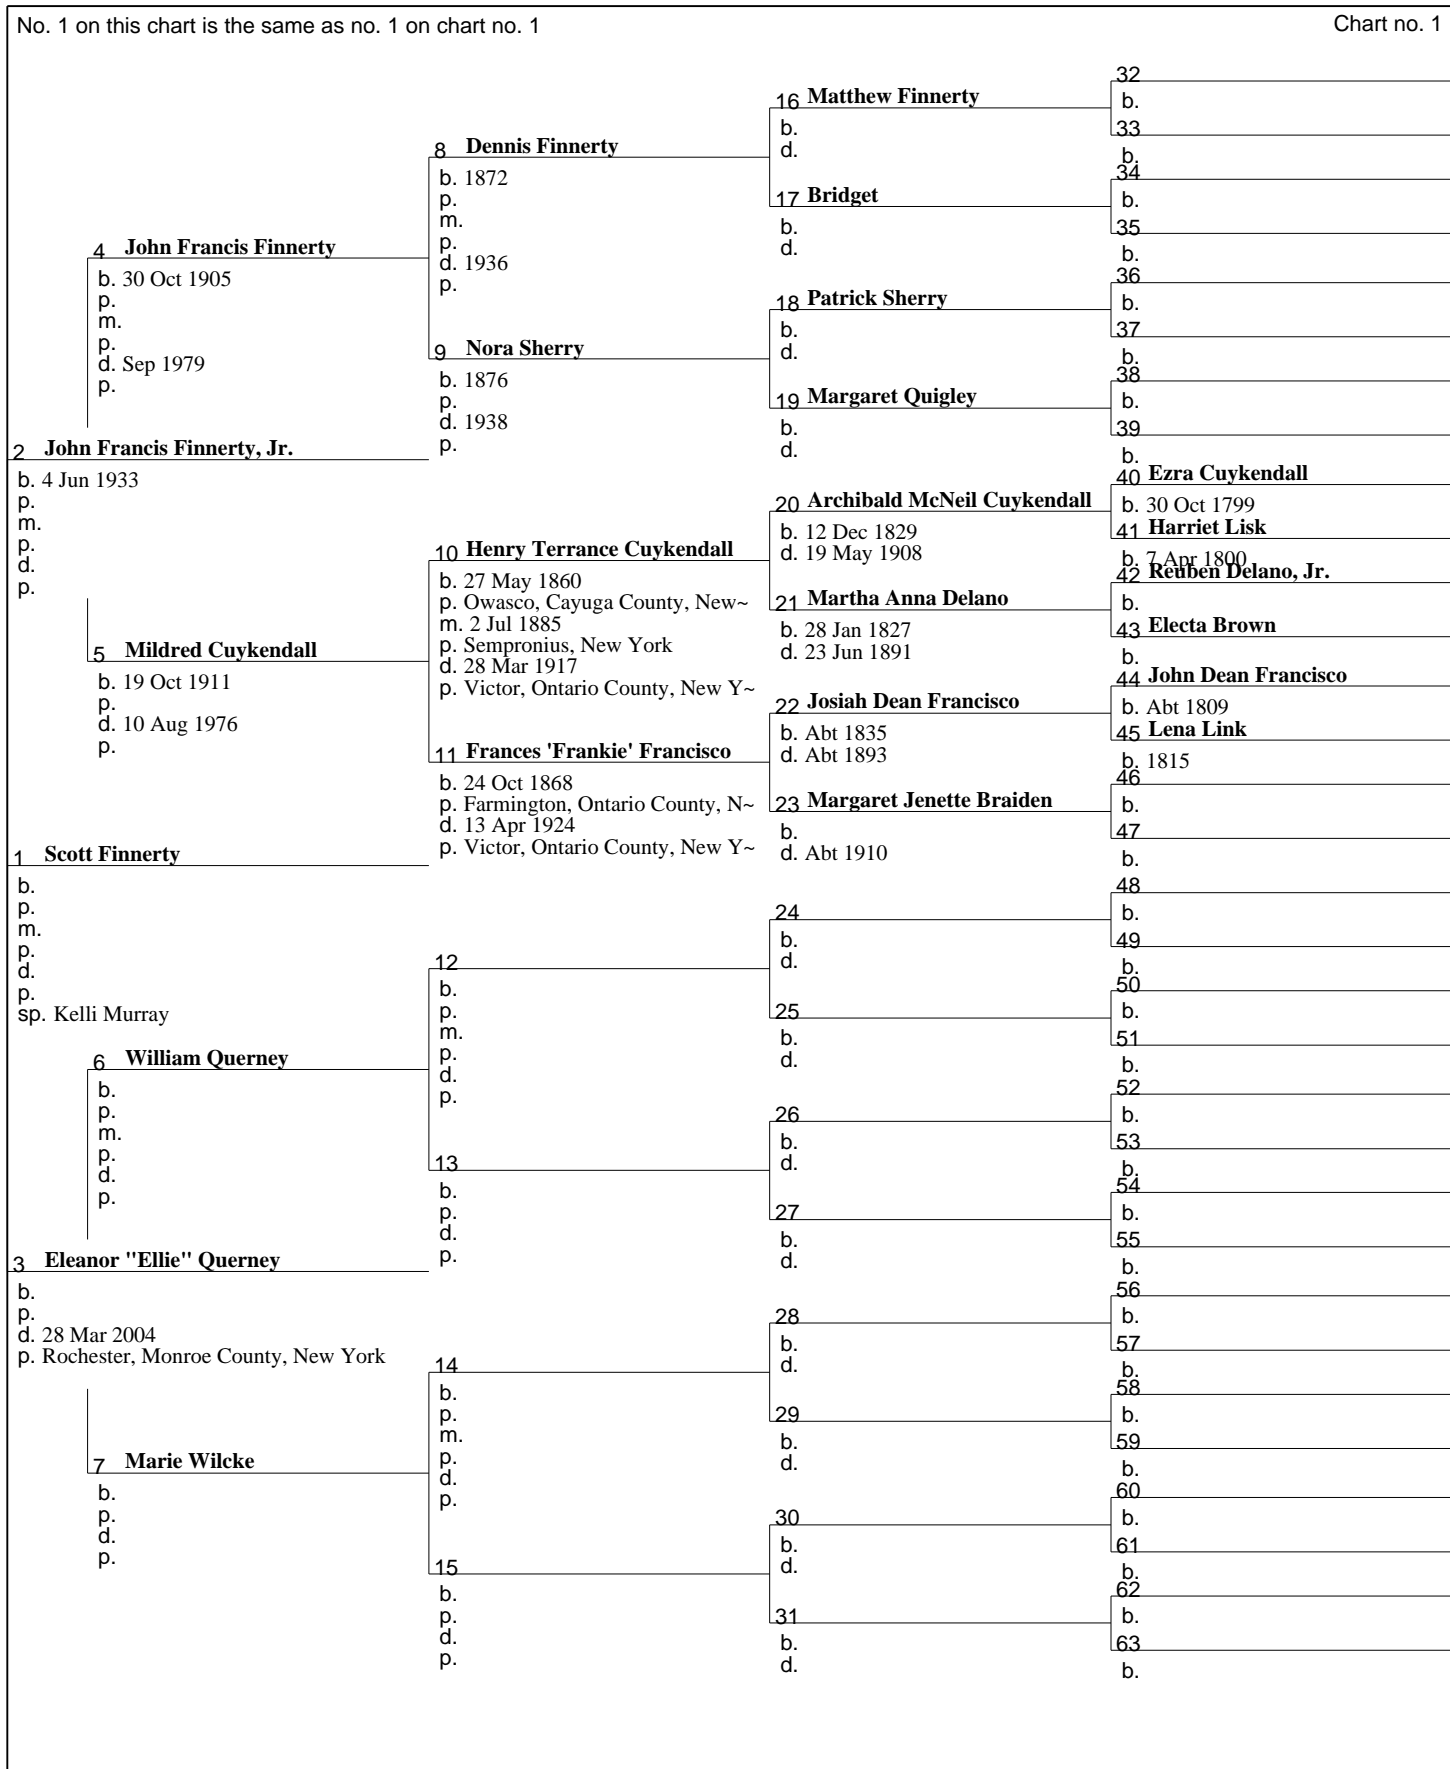 No. 1 on this chart is the same as no. 1 on chart no. 1
Chart no. 1
1 Scott Finnerty
b.
p.
m.
p.
d.
p.
sp. Kelli Murray
2 John Francis Finnerty, Jr.
b. 4 Jun 1933
p.
m.
p.
d.
p.
3 Eleanor "Ellie" Querney
b.
p.
d. 28 Mar 2004
p. Rochester, Monroe County, New York
4 John Francis Finnerty
b. 30 Oct 1905
p.
m.
p.
d. Sep 1979
p.
5 Mildred Cuykendall
b. 19 Oct 1911
p.
d. 10 Aug 1976
p.
6 William Querney
b.
p.
m.
p.
d.
p.
7 Marie Wilcke
b.
p.
d.
p.
8 Dennis Finnerty
b. 1872
p.
m.
p.
d. 1936
p.
9 Nora Sherry
b. 1876
p.
d. 1938
p.
10 Henry Terrance Cuykendall
b. 27 May 1860
p. Owasco, Cayuga County, New~
m. 2 Jul 1885
p. Sempronius, New York
d. 28 Mar 1917
p. Victor, Ontario County, New Y~
11 Frances 'Frankie' Francisco
b. 24 Oct 1868
p. Farmington, Ontario County, N~
d. 13 Apr 1924
p. Victor, Ontario County, New Y~
12
b.
p.
m.
p.
d.
p.
13
b.
p.
d.
p.
14
b.
p.
m.
p.
d.
p.
15
b.
p.
d.
p.
16 Matthew Finnerty
b.
d.
17 Bridget
b.
d.
18 Patrick Sherry
b.
d.
19 Margaret Quigley
b.
d.
20 Archibald McNeil Cuykendall
b. 12 Dec 1829
d. 19 May 1908
21 Martha Anna Delano
b. 28 Jan 1827
d. 23 Jun 1891
22 Josiah Dean Francisco
b. Abt 1835
d. Abt 1893
23 Margaret Jenette Braiden
b.
d. Abt 1910
24
b.
d.
25
b.
d.
26
b.
d.
27
b.
d.
28
b.
d.
29
b.
d.
30
b.
d.
31
b.
d.
32
b.
33
b.
34
b.
35
b.
36
b.
37
b.
38
b.
39
b.
40 Ezra Cuykendall
b. 30 Oct 1799
41 Harriet Lisk
b. 7 Apr 1800
42 Reuben Delano, Jr.
b.
43 Electa Brown
b.
44 John Dean Francisco
b. Abt 1809
45 Lena Link
b. 1815
46
b.
47
b.
48
b.
49
b.
50
b.
51
b.
52
b.
53
b.
54
b.
55
b.
56
b.
57
b.
58
b.
59
b.
60
b.
61
b.
62
b.
63
b.